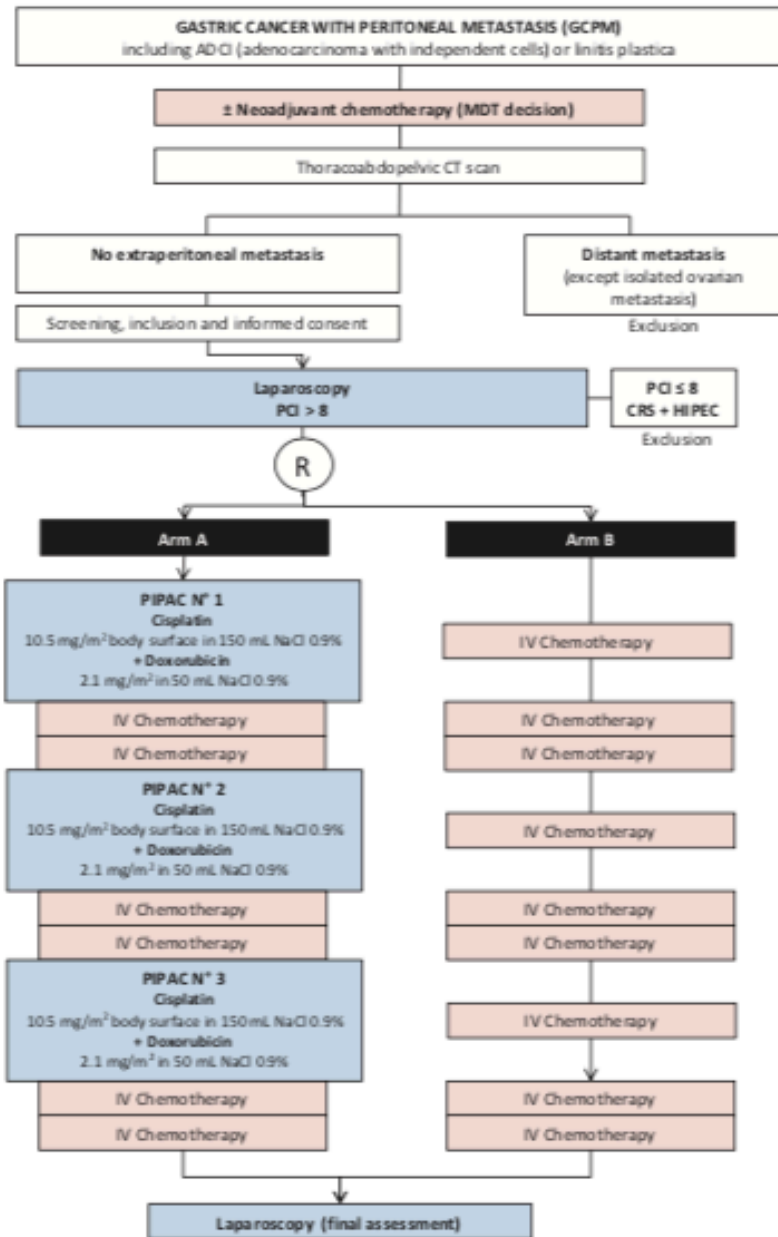 GASTRIC CANCER WITH PERITONEAL METASTASIS (GCPM)
including ADCI (adenocarcinoma with independent cells) or linitis plastica
± Neoadjuvant chemotherapy (MDT decision)
Thoracoabdopelvic CT scan
No extraperitoneal metastasis
Distant metastasis
(except isolated ovarian
metastasis)
Exclusion
Screening, inclusion and informed consent
Laparoscopy
PCI > 8
PCI ≤ 8
CRS + HIPEC
Exclusion
R
Arm A
Arm B
PIPAC N° 1
Cisplatin
10.5 mg/m² body surface in 150 mL NaCl 0.9%
+ Doxorubicin
2.1 mg/m² in 50 mL NaCl 0.9%
IV Chemotherapy
IV Chemotherapy
IV Chemotherapy
IV Chemotherapy
IV Chemotherapy
PIPAC N° 2
Cisplatin
10.5 mg/m² body surface in 150 mL NaCl 0.9%
+ Doxorubicin
2.1 mg/m² in 50 mL NaCl 0.9%
IV Chemotherapy
IV Chemotherapy
IV Chemotherapy
IV Chemotherapy
IV Chemotherapy
PIPAC N° 3
Cisplatin
10.5 mg/m² body surface in 150 mL NaCl 0.9%
+ Doxorubicin
2.1 mg/m² in 50 mL NaCl 0.9%
IV Chemotherapy
IV Chemotherapy
IV Chemotherapy
IV Chemotherapy
IV Chemotherapy
Laparoscopy (final assessment)